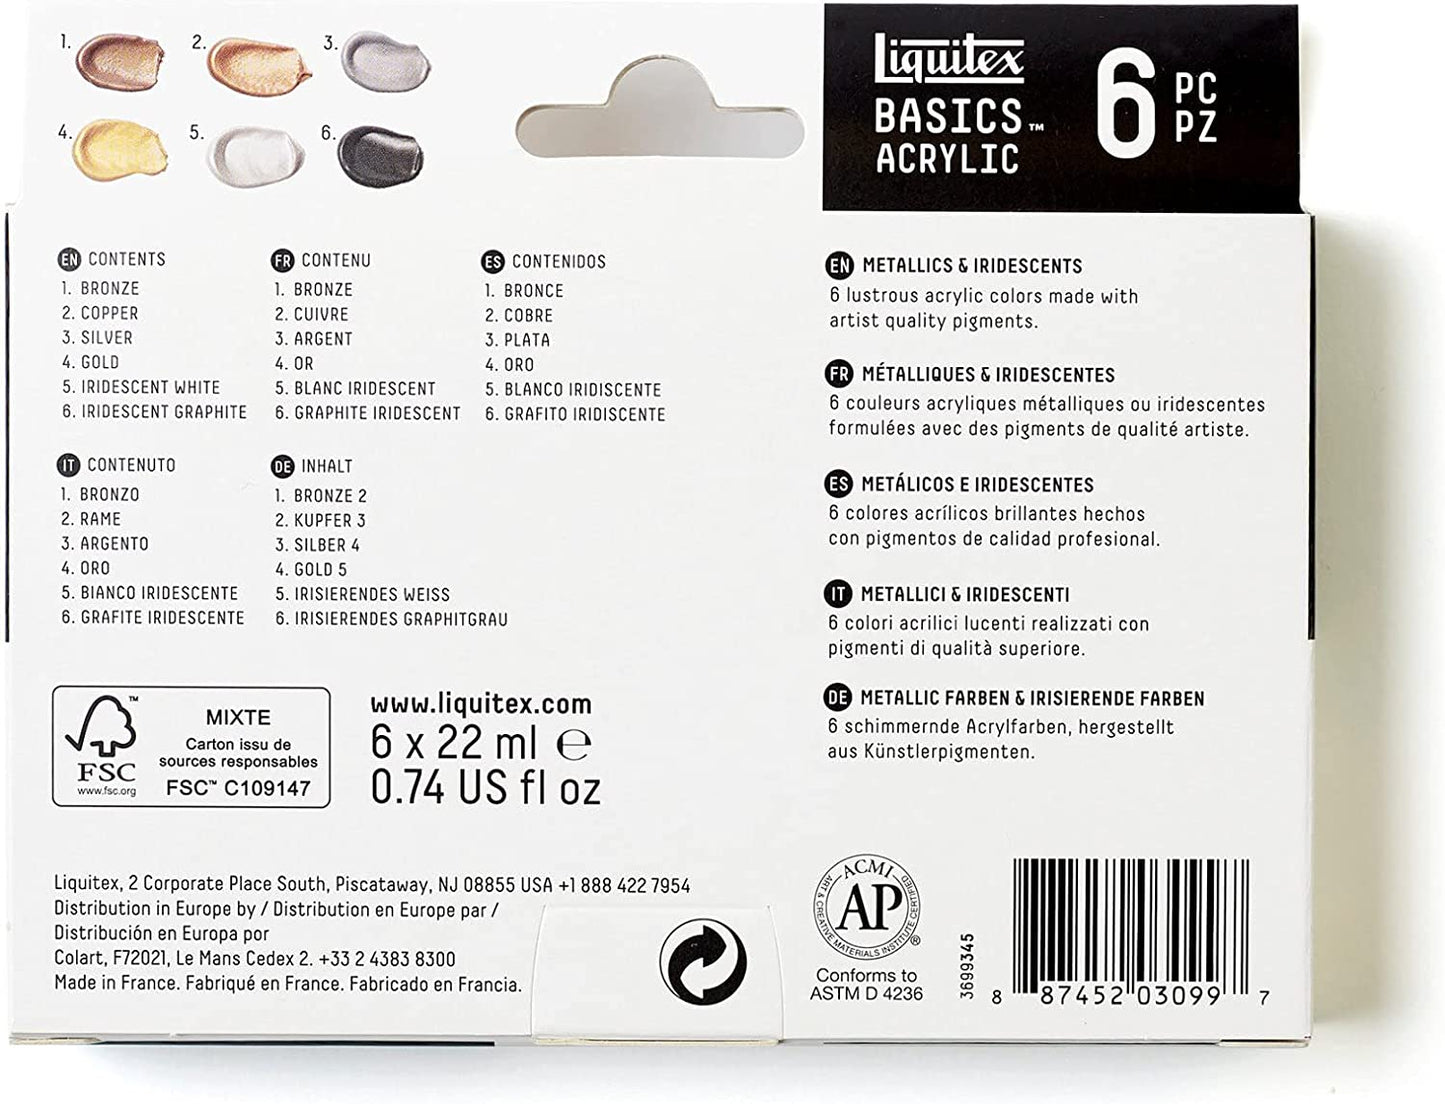 1.
2.
3.
4.
5.
6.
Liquitex
BASICS™
ACRYLIC
6 PC
PZ
EN CONTENTS
1. BRONZE
2. COPPER
3. SILVER
4. GOLD
5. IRIDESCENT WHITE
6. IRIDESCENT GRAPHITE
FR CONTENU
1. BRONZE
2. CUIVRE
3. ARGENT
4. OR
5. BLANC IRIDESCENT
6. GRAPHITE IRIDESCENT
ES CONTENIDOS
1. BRONCE
2. COBRE
3. PLATA
4. ORO
5. BLANCO IRIDISCENTE
6. GRAFITO IRIDISCENTE
IT CONTENUTO
1. BRONZO
2. RAME
3. ARGENTO
4. ORO
5. BIANCO IRIDESCENTE
6. GRAFITE IRIDESCENTE
DE INHALT
1. BRONZE 2
2. KUPFER 3
3. SILBER 4
4. GOLD 5
5. IRISIERENDES WEISS
6. IRISIERENDES GRAPHITGRAU
EN METALLICS & IRIDESCENTS
6 lustrous acrylic colors made with
artist quality pigments.
FR MÉTALLIQUES & IRIDESCENTES
6 couleurs acryliques métalliques ou iridescentes
formulées avec des pigments de qualité artiste.
ES METÁLICOS E IRIDESCENTES
6 colores acrílicos brillantes hechos
con pigmentos de calidad profesional.
IT METALLICI & IRIDESCENTI
6 colori acrilici lucenti realizzati con
pigmenti di qualità superiore.
DE METALLIC FARBEN & IRISIERENDE FARBEN
6 schimmernde Acrylfarben, hergestellt
aus Künstlerpigmenten.
™
FSC
www.fsc.org
MIXTE
Carton issu de
sources responsables
FSC™ C109147
www.liquitex.com
6 x 22 ml ℮
0.74 US fl oz
Liquitex, 2 Corporate Place South, Piscataway, NJ 08855 USA +1 888 422 7954
Distribution in Europe by / Distribution en Europe par /
Distribución en Europa por
Colart, F72021, Le Mans Cedex 2. +33 2 4383 8300
Made in France. Fabriqué en France. Fabricado en Francia.
ACMI
AP
ART & CREATIVE MATERIALS INSTITUTE CERTIFIED
®
Conforms to
ASTM D 4236
3699345
8 87452 03099 7